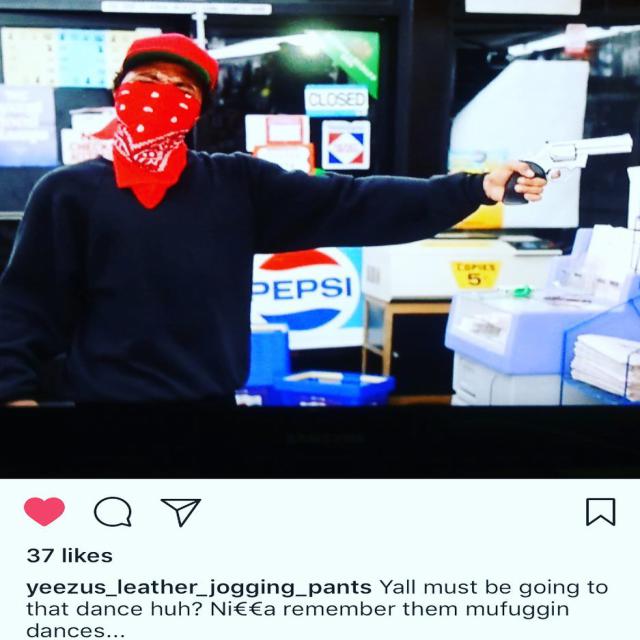 CLOSED
PEPSI
COPIES
5¢
SAMSUNG
37 likes
yeezus_leather_jogging_pants Yall must be going to
that dance huh? Ni€€a remember them mufuggin
dances...